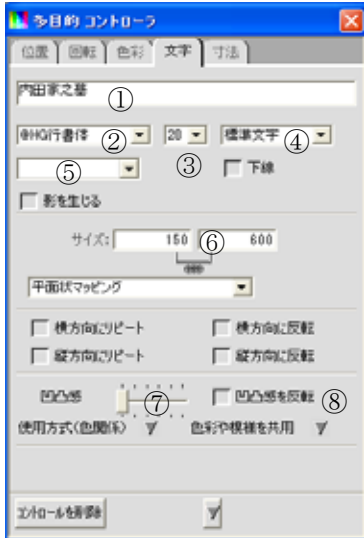 多目的 コントローラ
位置 回転 色彩 文字 寸法
内田家之墓 ①
@HG行書体 ② 20 標準文字 ④
⑤ ③ 下線
影を生じる
サイズ: 150 ⑥ 600
平面状マッピング
横方向にリピート 横方向に反転
縦方向にリピート 縦方向に反転
凹凸感 ⑦ 凹凸感を反転 ⑧
使用方式(色関係) 色彩や模様を共用
コントロールを削除